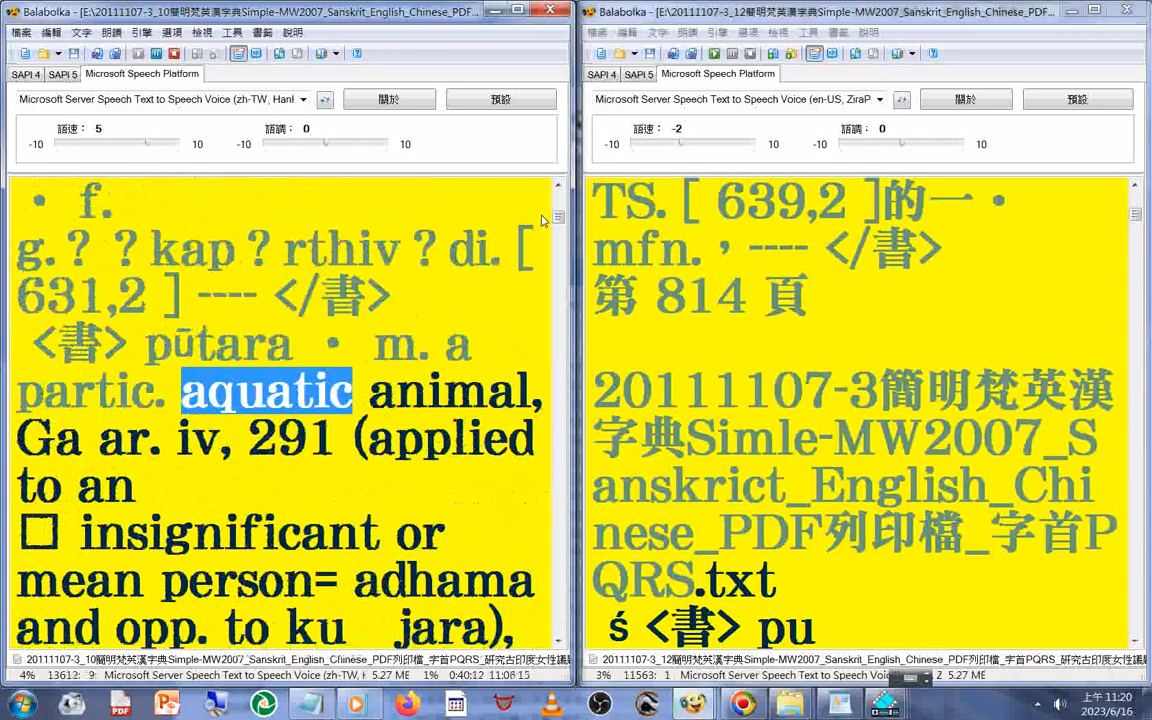 Balabolka - [E:\20111107-3_10簡明梵英漢字典Simple-MW2007_Sanskrit_English_Chinese_PDF...
檔案 編輯 文字 朗讀 引擎 選項 檢視 工具 書籤 說明
SAPI 4 SAPI 5 Microsoft Speech Platform
Microsoft Server Speech Text to Speech Voice (zh-TW, Hanl 關於 預設
語速: 5 語調: 0
-10 10 -10 10
• f.
g. ? ? kap ? rthiv ? di. [
631,2 ] ---- </書>
<書> pūtara • m. a
partic. aquatic animal,
Ga ar. iv, 291 (applied
to an
□ insignificant or
mean person= adhama
and opp. to ku jara),
20111107-3_10簡明梵英漢字典Simple-MW2007_Sanskrit_English_Chinese_PDF列印檔_字首PQRS_研究古印度女性議
4% 13612: 9: Microsoft Server Speech Text to Speech Voice (zh-TW, H 5.27 MB 1% 0:40:12 11:06:15
Balabolka - [E:\20111107-3_12簡明梵英漢字典Simple-MW2007_Sanskrit_English_Chinese_PDF...
檔案 編輯 文字 朗讀 引擎 選項 檢視 工具 書籤 說明
SAPI 4 SAPI 5 Microsoft Speech Platform
Microsoft Server Speech Text to Speech Voice (en-US, ZiraP 關於 預設
語速: -2 語調: 0
-10 10 -10 10
TS. [ 639,2 ]的一•
mfn.,---- </書>
第 814 頁
20111107-3簡明梵英漢
字典Simle-MW2007_S
anskrict_English_Chi
nese_PDF列印檔_字首P
QRS.txt
ś <書> pu
20111107-3_12簡明梵英漢字典Simple-MW2007_Sanskrit_English_Chinese_PDF列印檔_字首PQRS_研究古印度女性議
3% 11563: 1 Microsoft Server Speech Text to Speech Voice 5.27 MB
上午 11:20
2023/6/16